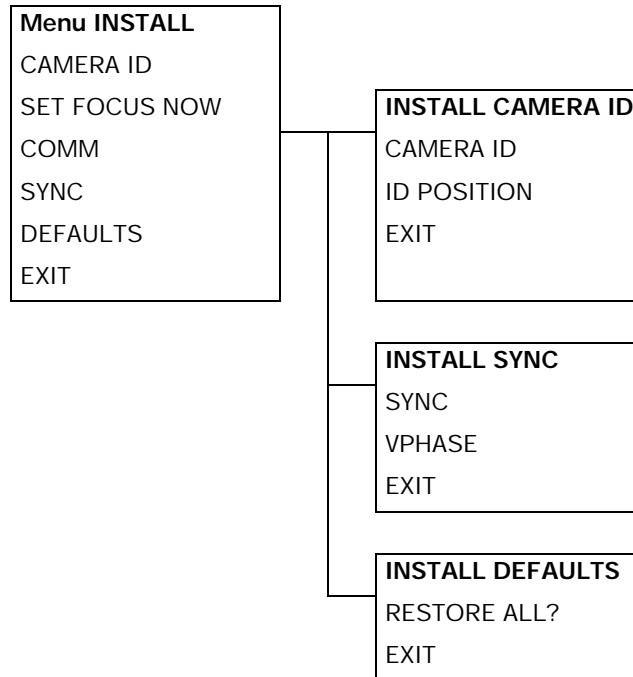 Menu INSTALL
CAMERA ID
SET FOCUS NOW
COMM
SYNC
DEFAULTS
EXIT
INSTALL CAMERA ID
CAMERA ID
ID POSITION
EXIT
INSTALL SYNC
SYNC
VPHASE
EXIT
INSTALL DEFAULTS
RESTORE ALL?
EXIT